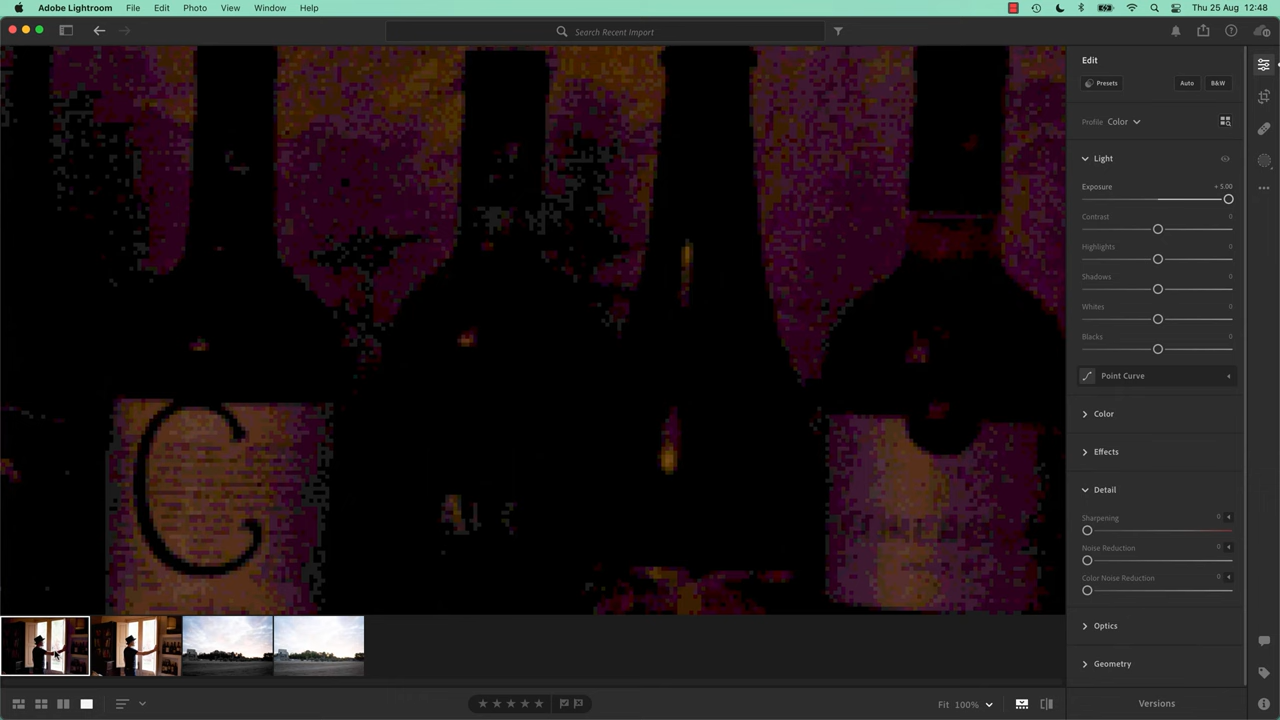 Adobe Lightroom File Edit Photo View Window Help Thu 25 Aug 12:48
Search Recent Import
Edit
Presets Auto B&W
Profile Color
Light
Exposure + 5.00
Contrast 0
Highlights 0
Shadows 0
Whites 0
Blacks 0
Point Curve
Color
Effects
Detail
Sharpening 0
Noise Reduction 0
Color Noise Reduction 0
Optics
Geometry
C
Fit 100% Versions